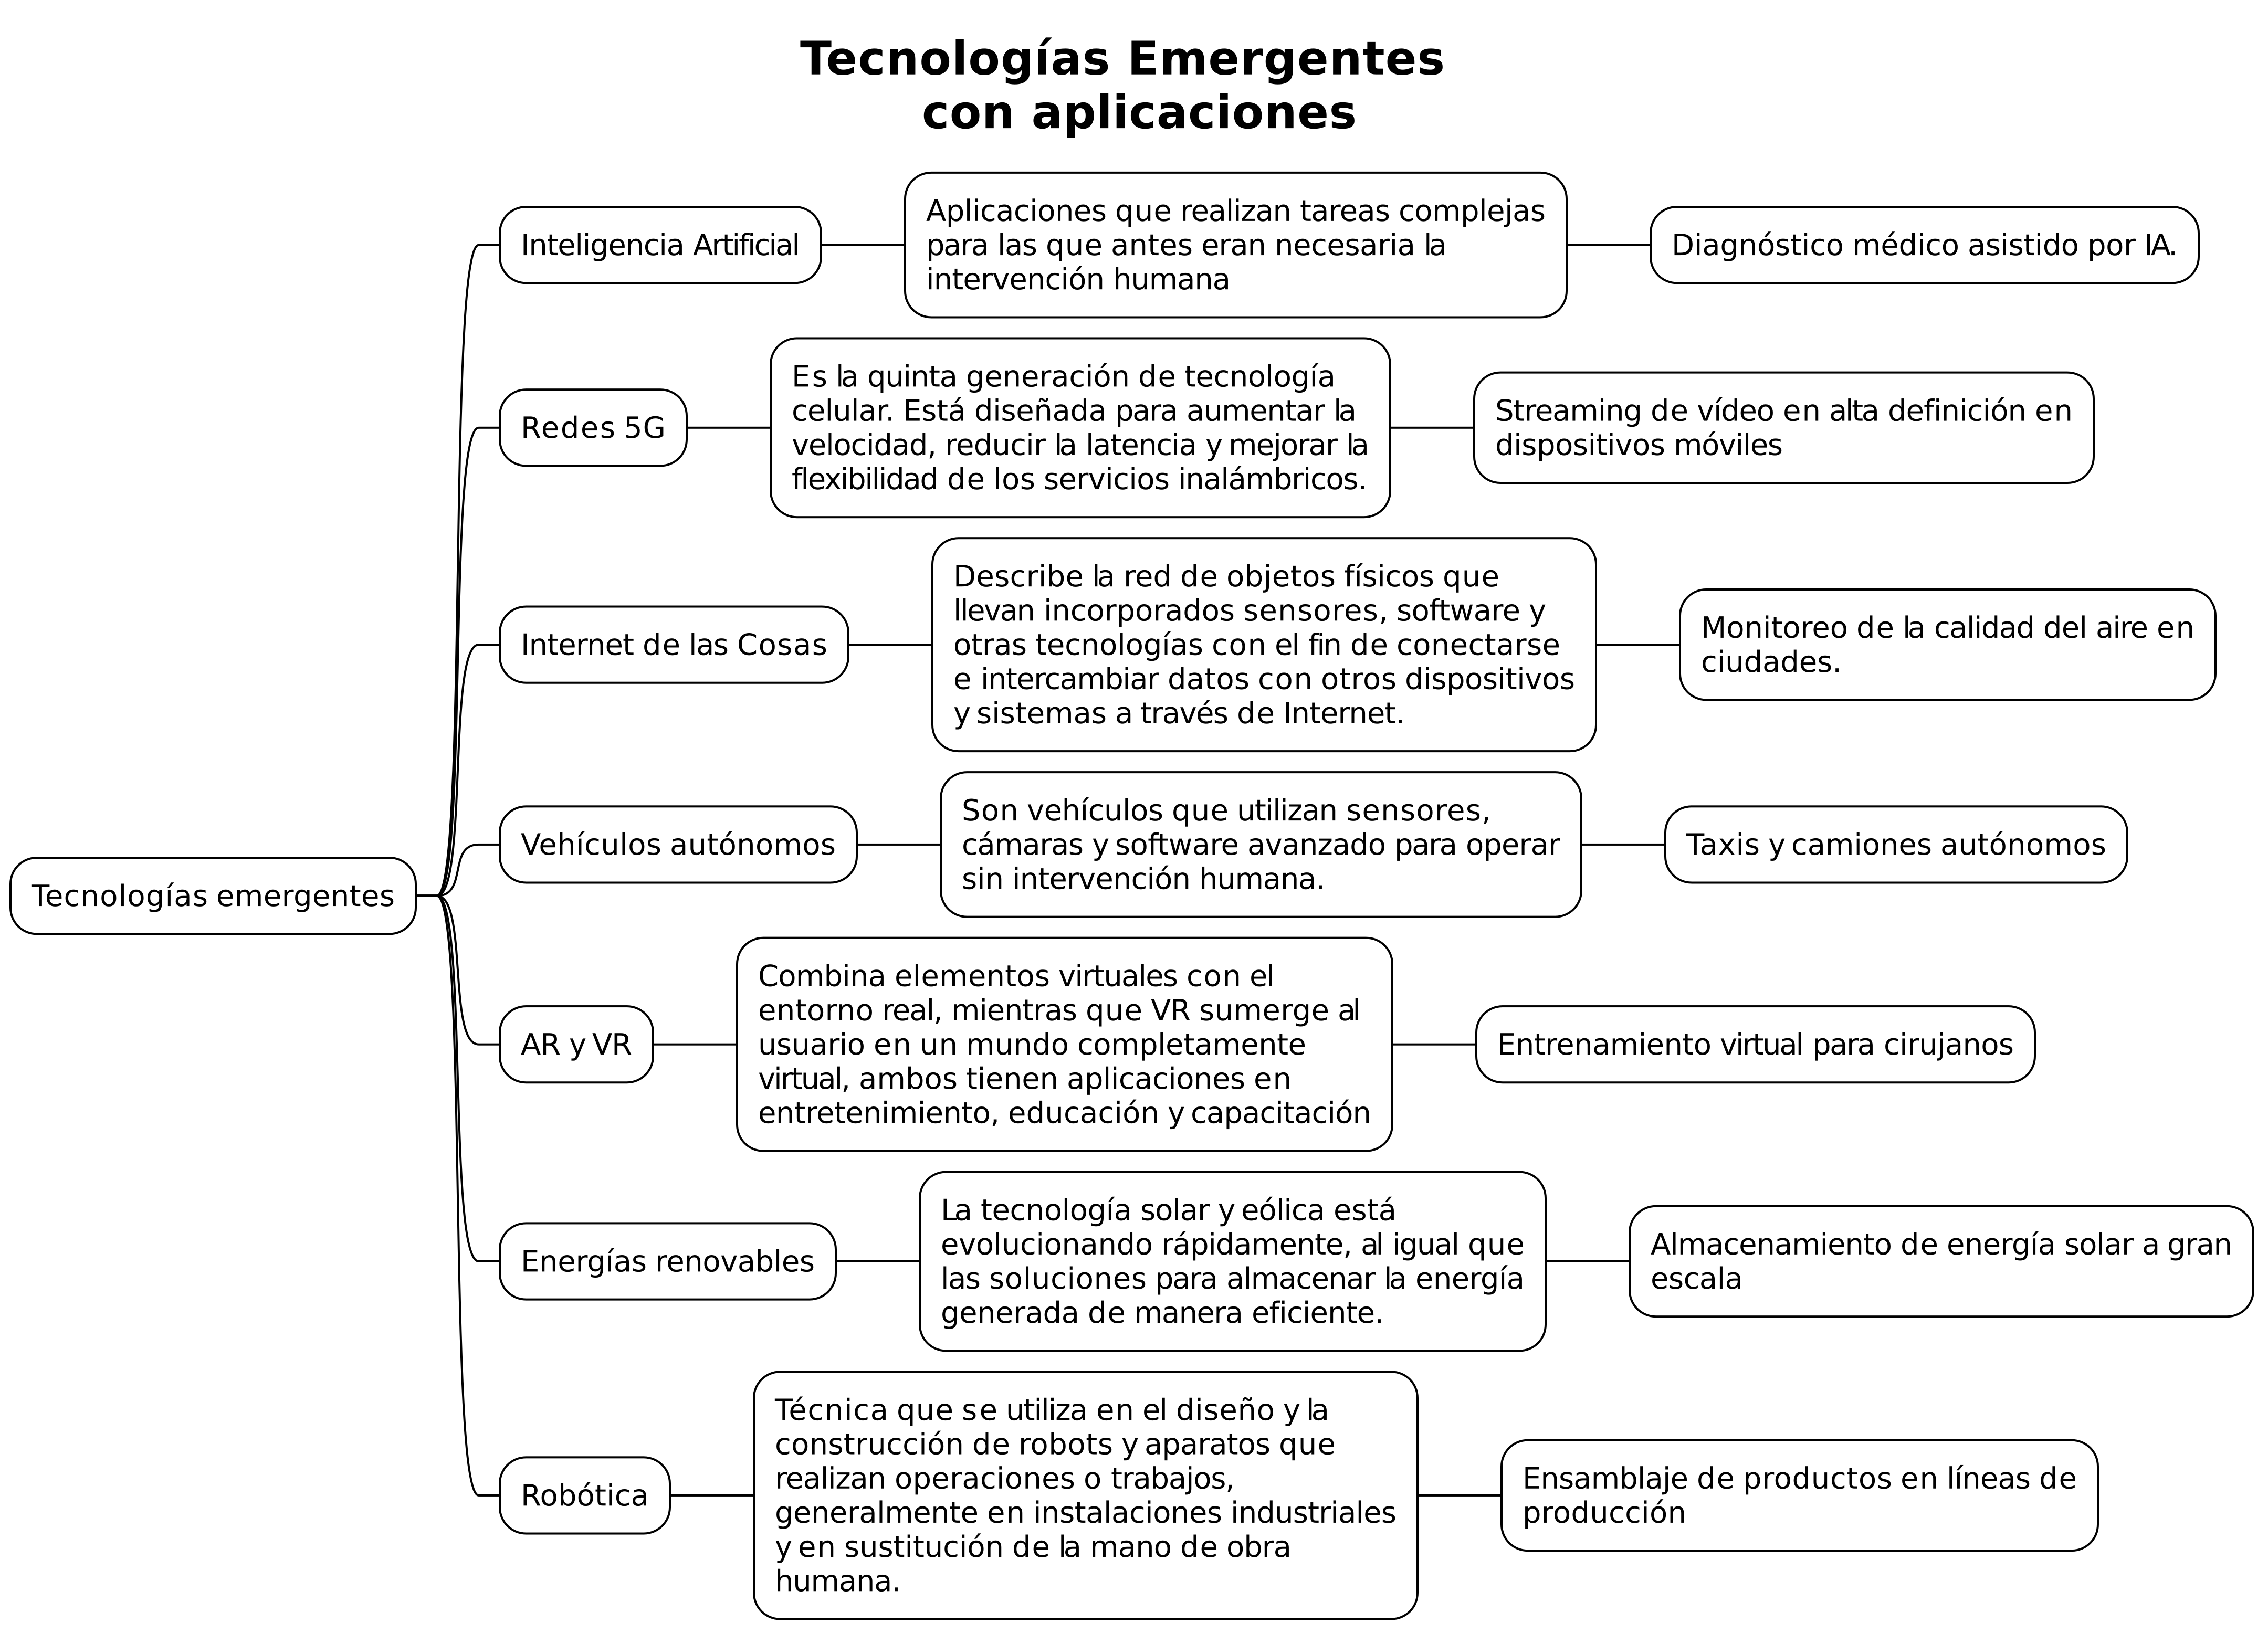 Tecnologías Emergentes
con aplicaciones
Tecnologías emergentes
Inteligencia Artificial
Aplicaciones que realizan tareas complejas
para las que antes eran necesaria la
intervención humana
Diagnóstico médico asistido por IA.
Redes 5G
Es la quinta generación de tecnología
celular. Está diseñada para aumentar la
velocidad, reducir la latencia y mejorar la
flexibilidad de los servicios inalámbricos.
Streaming de vídeo en alta definición en
dispositivos móviles
Internet de las Cosas
Describe la red de objetos físicos que
llevan incorporados sensores, software y
otras tecnologías con el fin de conectarse
e intercambiar datos con otros dispositivos
y sistemas a través de Internet.
Monitoreo de la calidad del aire en
ciudades.
Vehículos autónomos
Son vehículos que utilizan sensores,
cámaras y software avanzado para operar
sin intervención humana.
Taxis y camiones autónomos
AR y VR
Combina elementos virtuales con el
entorno real, mientras que VR sumerge al
usuario en un mundo completamente
virtual, ambos tienen aplicaciones en
entretenimiento, educación y capacitación
Entrenamiento virtual para cirujanos
Energías renovables
La tecnología solar y eólica está
evolucionando rápidamente, al igual que
las soluciones para almacenar la energía
generada de manera eficiente.
Almacenamiento de energía solar a gran
escala
Robótica
Técnica que se utiliza en el diseño y la
construcción de robots y aparatos que
realizan operaciones o trabajos,
generalmente en instalaciones industriales
y en sustitución de la mano de obra
humana.
Ensamblaje de productos en líneas de
producción